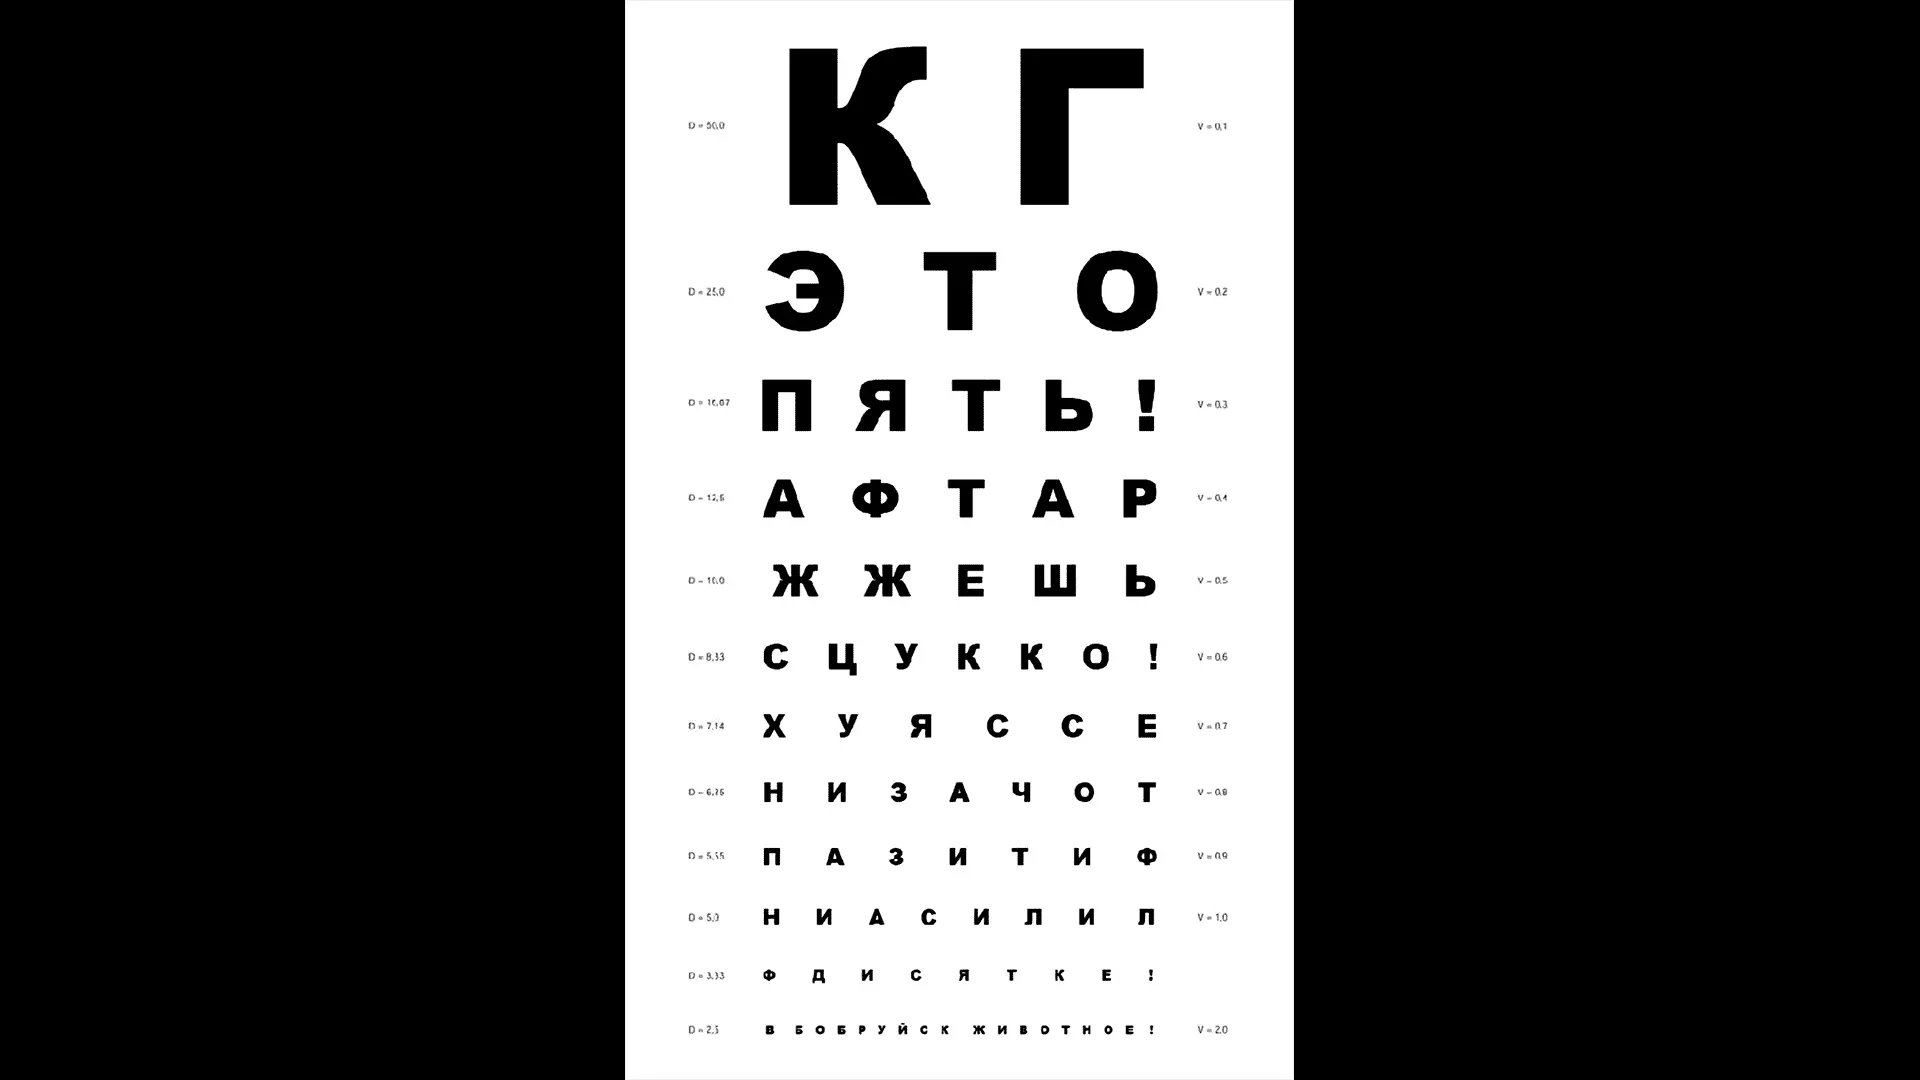 D = 50,0 К Г V = 0,1
D = 25,0 Э Т О V = 0,2
D = 16,67 П Я Т Ь ! V = 0,3
D = 12,5 А Ф Т А Р V = 0,4
D = 10,0 Ж Ж Е Ш Ь V = 0,5
D = 8,33 С Ц У К К О ! V = 0,6
D = 7,14 Х У Я С С Е V = 0,7
D = 6,25 Н И З А Ч О Т V = 0,8
D = 5,55 П А З И Т И Ф V = 0,9
D = 5,0 Н И А С И Л И Л V = 1,0
D = 3,33 Ф Д И С Я Т К Е !
D = 2,5 В Б О Б Р У Й С К Ж И В О Т Н О Е ! V = 2,0